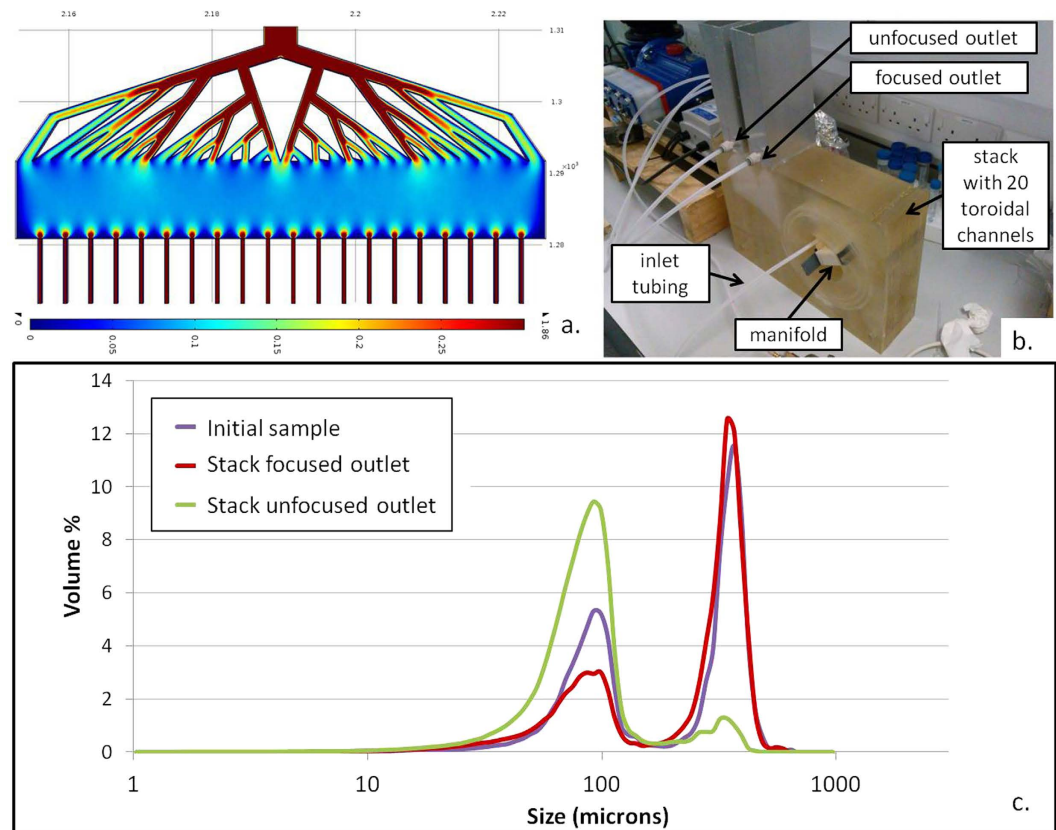 2.16
2.18
2.2
2.22
1.31
1.3
1.29
×10³
1.28
0
1.86
0
0.05
0.1
0.15
0.2
0.25
a.
unfocused outlet
focused outlet
stack
with 20
toroidal
channels
inlet
tubing
manifold
b.
14
12
10
8
6
4
2
0
Volume %
Initial sample
Stack focused outlet
Stack unfocused outlet
1
10
100
1000
Size (microns)
c.